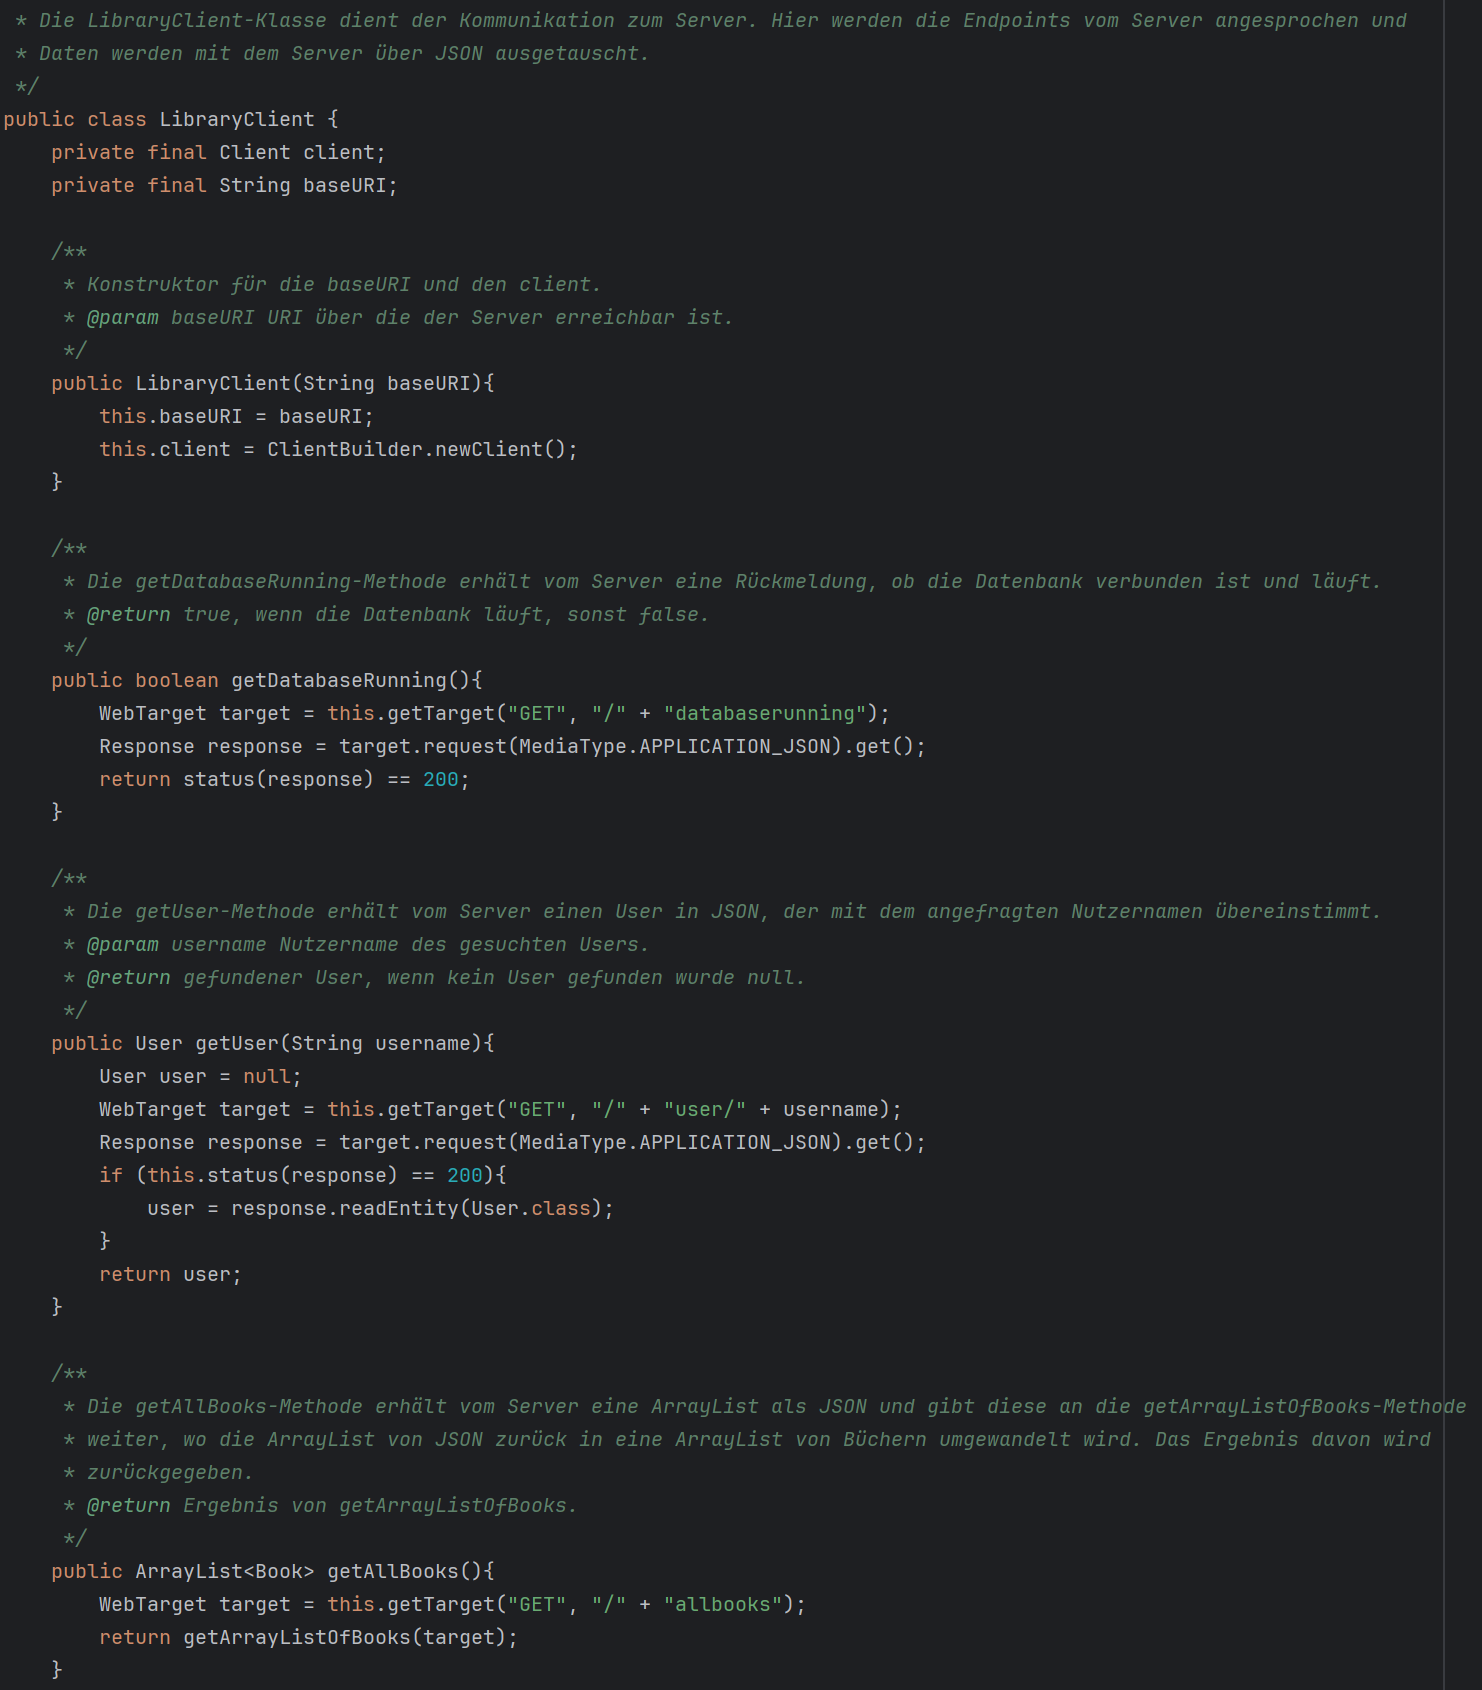 * Die LibraryClient-Klasse dient der Kommunikation zum Server. Hier werden die Endpoints vom Server angesprochen und
* Daten werden mit dem Server über JSON ausgetauscht.
*/
public class LibraryClient {
    private final Client client;
    private final String baseURI;

    /**
     * Konstruktor für die baseURI und den client.
     * @param baseURI URI über die der Server erreichbar ist.
     */
    public LibraryClient(String baseURI){
        this.baseURI = baseURI;
        this.client = ClientBuilder.newClient();
    }

    /**
     * Die getDatabaseRunning-Methode erhält vom Server eine Rückmeldung, ob die Datenbank verbunden ist und läuft.
     * @return true, wenn die Datenbank läuft, sonst false.
     */
    public boolean getDatabaseRunning(){
        WebTarget target = this.getTarget("GET", "/" + "databaserunning");
        Response response = target.request(MediaType.APPLICATION_JSON).get();
        return status(response) == 200;
    }

    /**
     * Die getUser-Methode erhält vom Server einen User in JSON, der mit dem angefragten Nutzernamen übereinstimmt.
     * @param username Nutzername des gesuchten Users.
     * @return gefundener User, wenn kein User gefunden wurde null.
     */
    public User getUser(String username){
        User user = null;
        WebTarget target = this.getTarget("GET", "/" + "user/" + username);
        Response response = target.request(MediaType.APPLICATION_JSON).get();
        if (this.status(response) == 200){
            user = response.readEntity(User.class);
        }
        return user;
    }

    /**
     * Die getAllBooks-Methode erhält vom Server eine ArrayList als JSON und gibt diese an die getArrayListOfBooks-Methode
     * weiter, wo die ArrayList von JSON zurück in eine ArrayList von Büchern umgewandelt wird. Das Ergebnis davon wird
     * zurückgegeben.
     * @return Ergebnis von getArrayListOfBooks.
     */
    public ArrayList<Book> getAllBooks(){
        WebTarget target = this.getTarget("GET", "/" + "allbooks");
        return getArrayListOfBooks(target);
    }